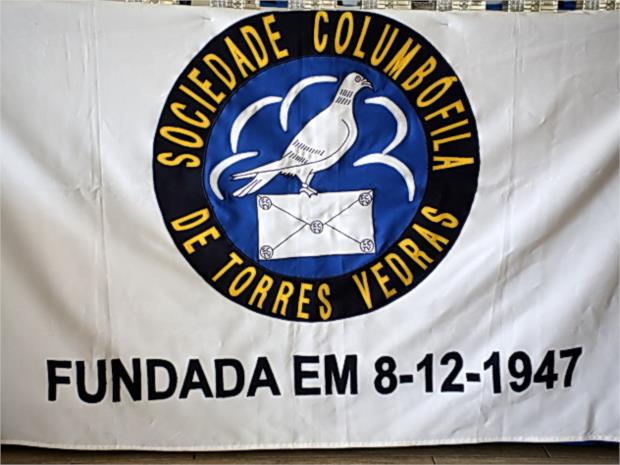 SOCIEDADE COLUMBÓFILA
DE TORRES VEDRAS
FUNDADA EM 8-12-1947